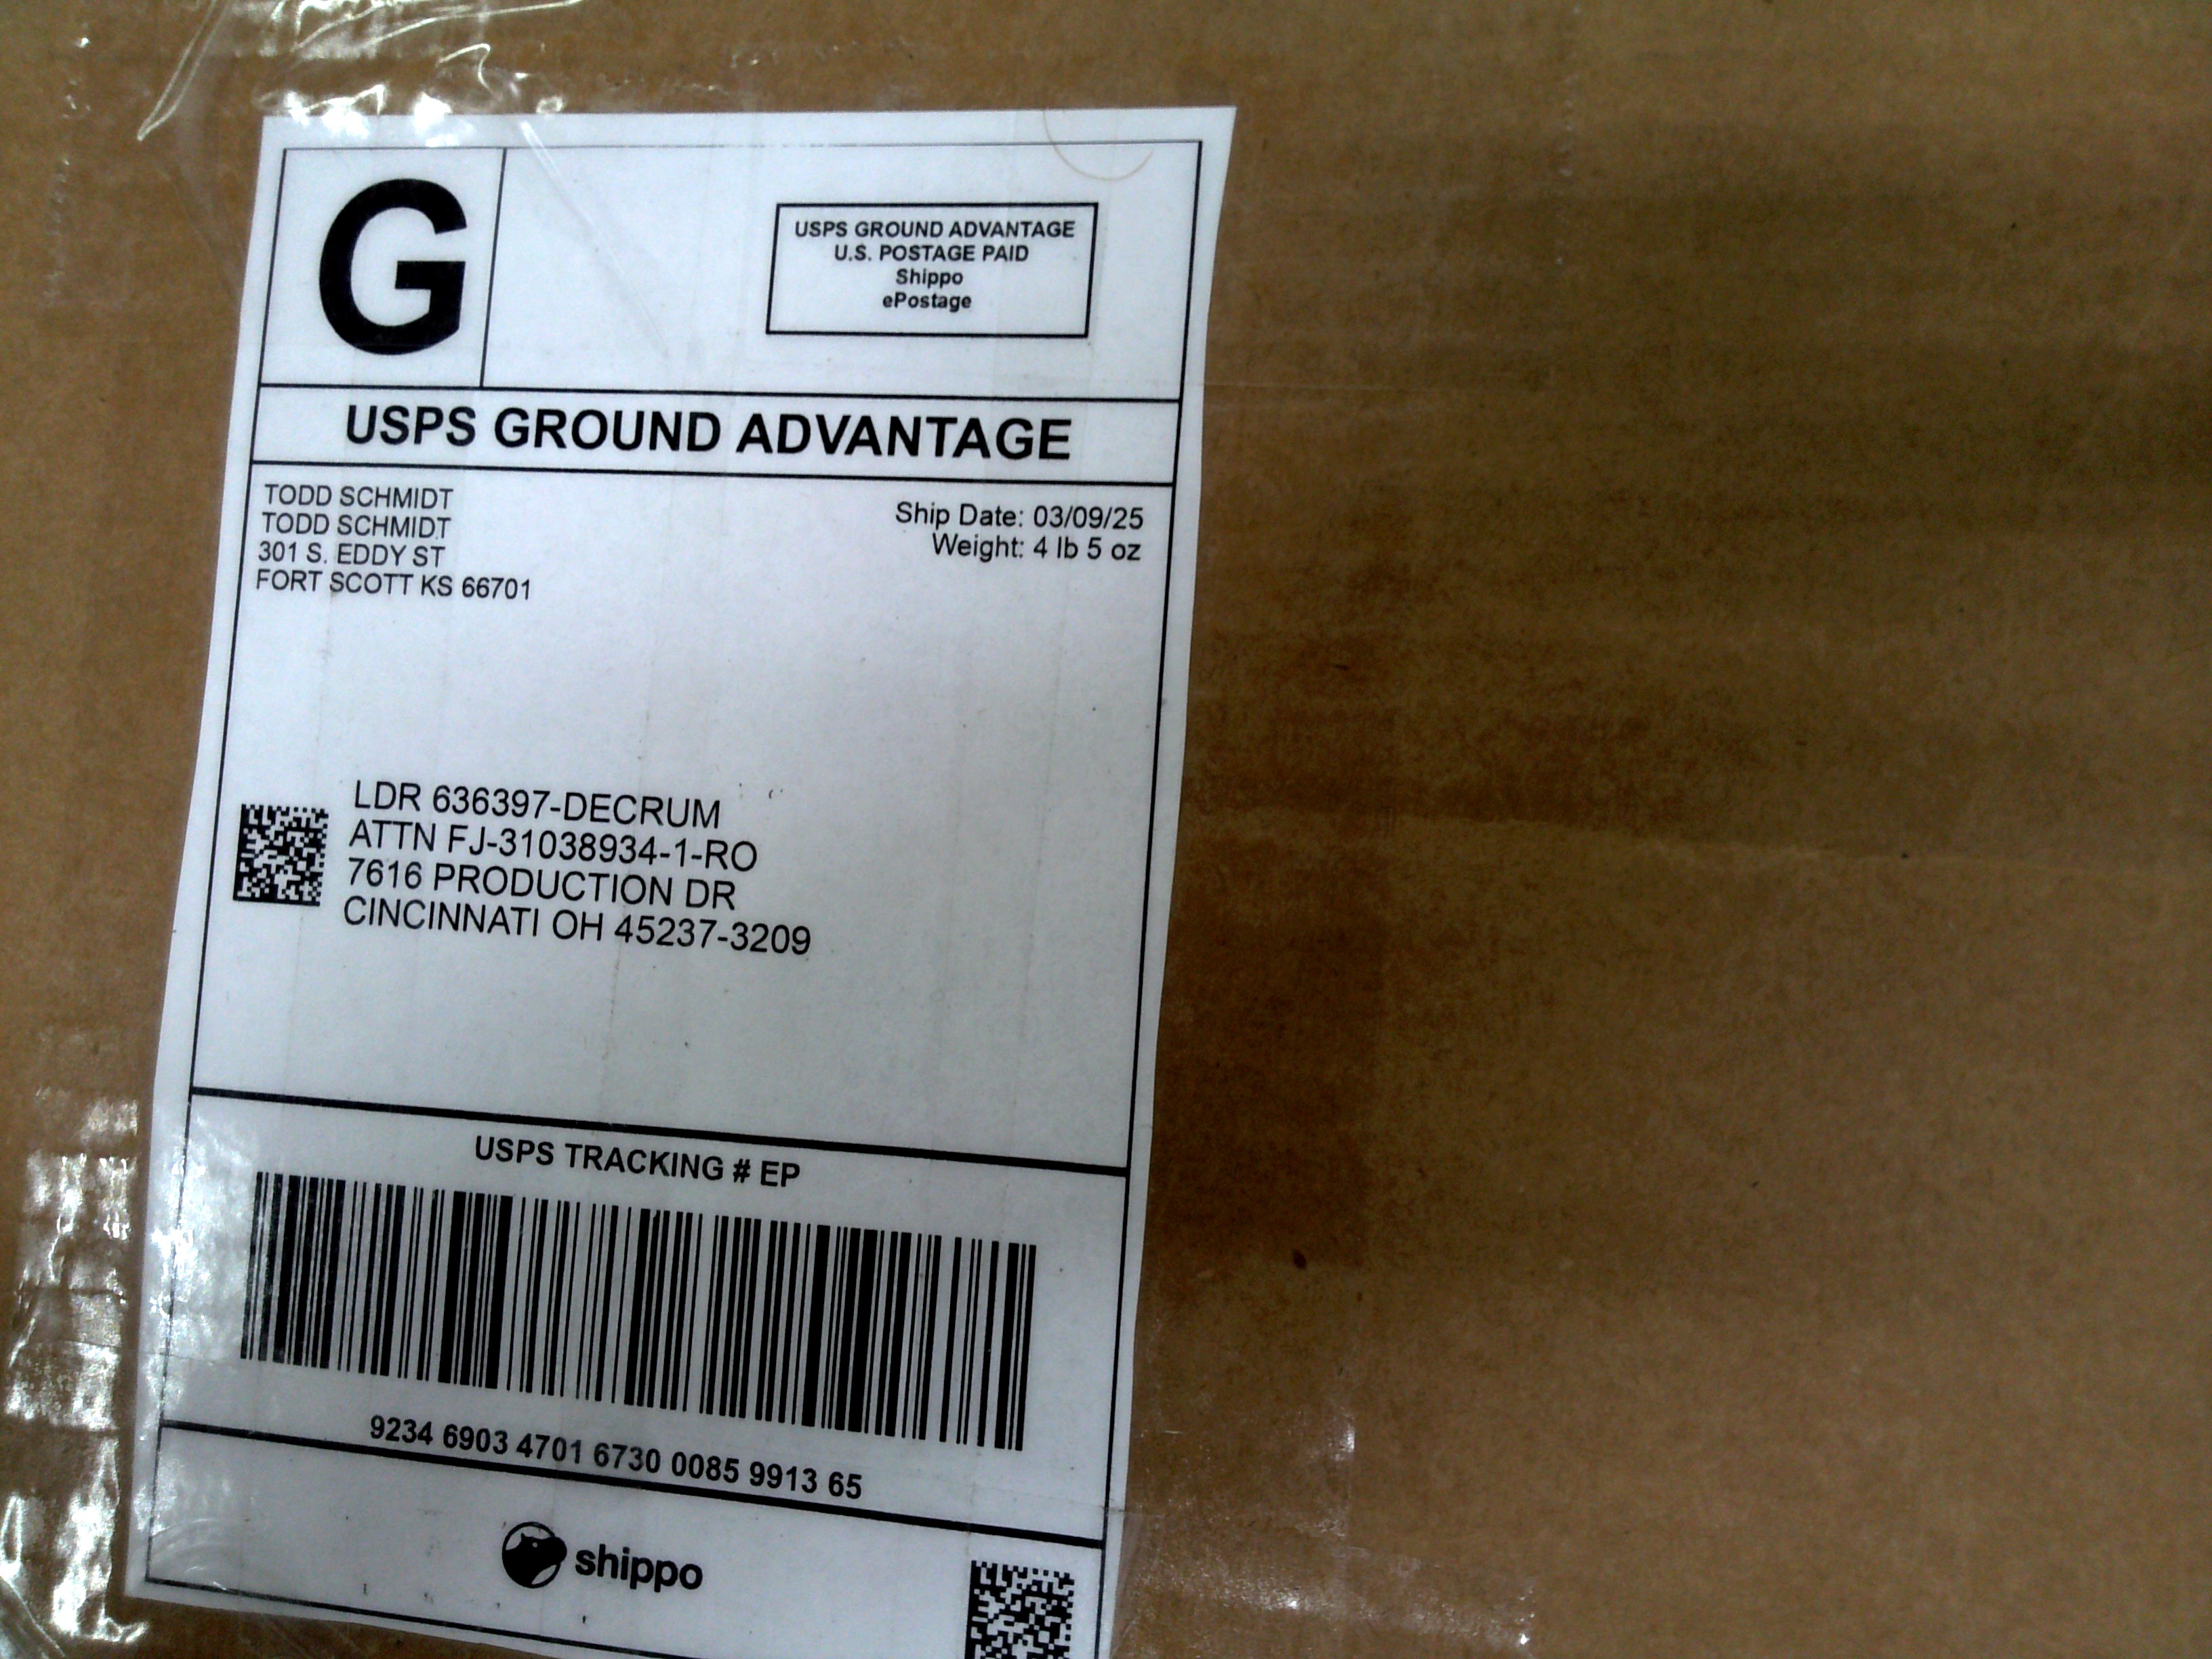 G
USPS GROUND ADVANTAGE
U.S. POSTAGE PAID
Shippo
ePostage
USPS GROUND ADVANTAGE
TODD SCHMIDT
TODD SCHMIDT
301 S. EDDY ST
FORT SCOTT KS 66701
Ship Date: 03/09/25
Weight: 4 lb 5 oz
LDR 636397-DECRUM
ATTN FJ-31038934-1-RO
7616 PRODUCTION DR
CINCINNATI OH 45237-3209
USPS TRACKING # EP
9234 6903 4701 6730 0085 9913 65
shippo